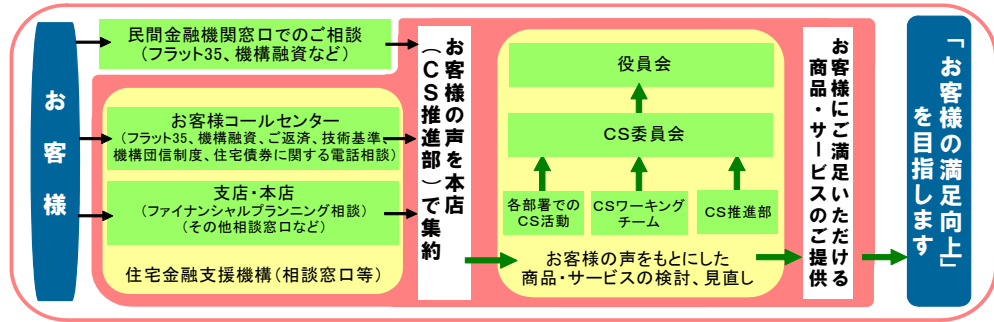 お客様
民間金融機関窓口でのご相談
(フラット35、機構融資など)
お客様コールセンター
(フラット35、機構融資、ご返済、技術基準、
機構団信制度、住宅債券に関する電話相談)
支店・本店
(ファイナンシャルプランニング相談)
(その他相談窓口など)
住宅金融支援機構(相談窓口等)
お客様の声を本店
(CS推進部)で集約
役員会
CS委員会
各部署での
CS活動
CSワーキング
チーム
CS推進部
お客様の声をもとにした
商品・サービスの検討、見直し
お客様にご満足いただける
商品・サービスのご提供
「お客様の満足向上」
を目指します